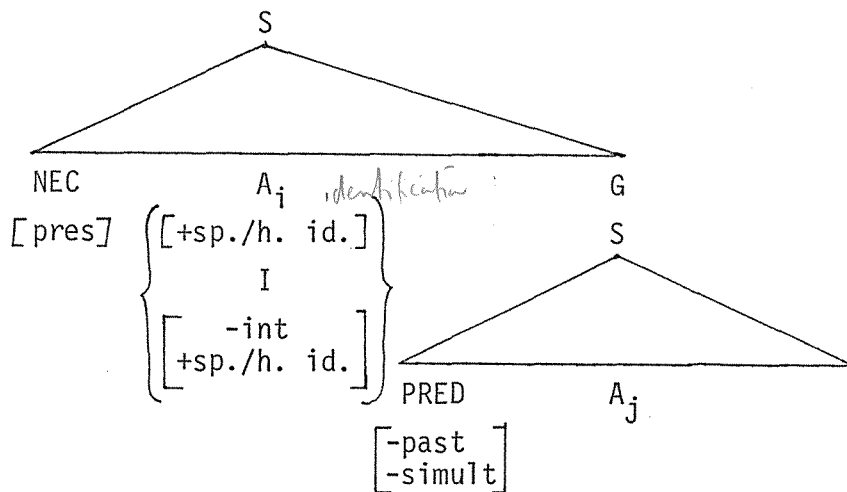 S
NEC A_i identification G
[pres] [+sp./h. id.] S
I
-int
+sp./h. id.
PRED A_j
-past
-simult